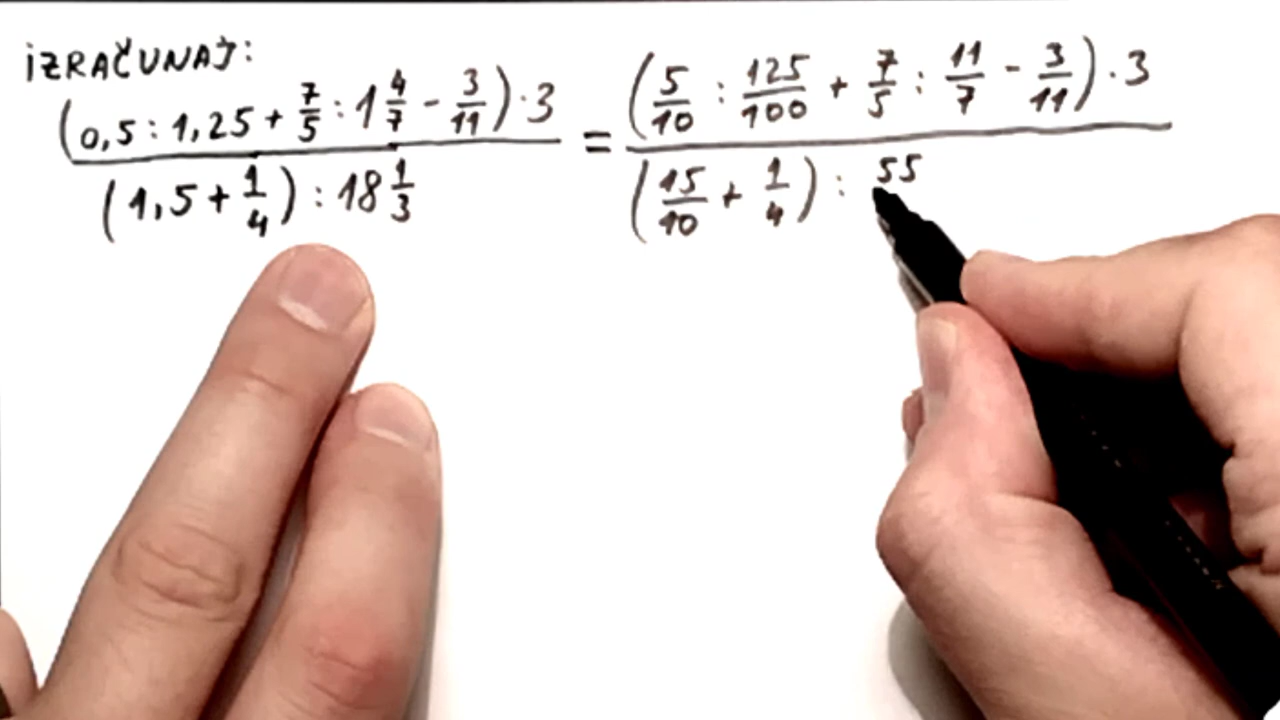 IZRAČUNAJ:
(0,5 : 1,25 + 7/5 : 1 4/7 - 3/11) · 3 / (1,5 + 1/4) : 18 1/3 = (5/10 : 125/100 + 7/5 : 11/7 - 3/11) · 3 / (15/10 + 1/4) : 55